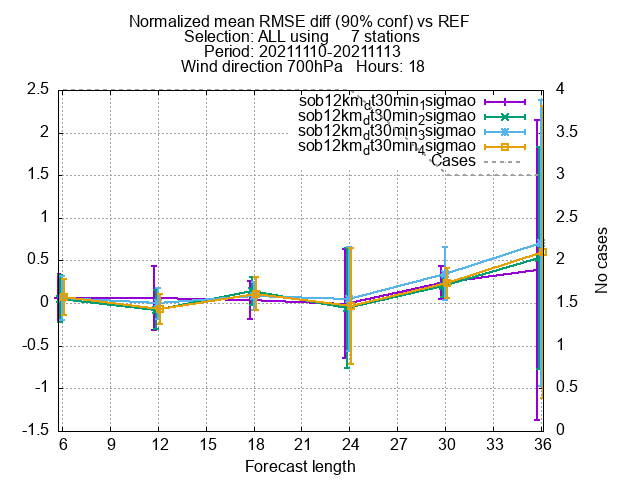 Normalized mean RMSE diff (90% conf) vs REF
Selection: ALL using 7 stations
Period: 20211110-20211113
Wind direction 700hPa Hours: 18
sob12km_dt30min_1sigmao
sob12km_dt30min_2sigmao
sob12km_dt30min_3sigmao
sob12km_dt30min_4sigmao
Cases
2.5
2
1.5
1
0.5
0
-0.5
-1
-1.5
4
3.5
3
2.5
2
1.5
1
0.5
0
No cases
6 9 12 15 18 21 24 27 30 33 36
Forecast length